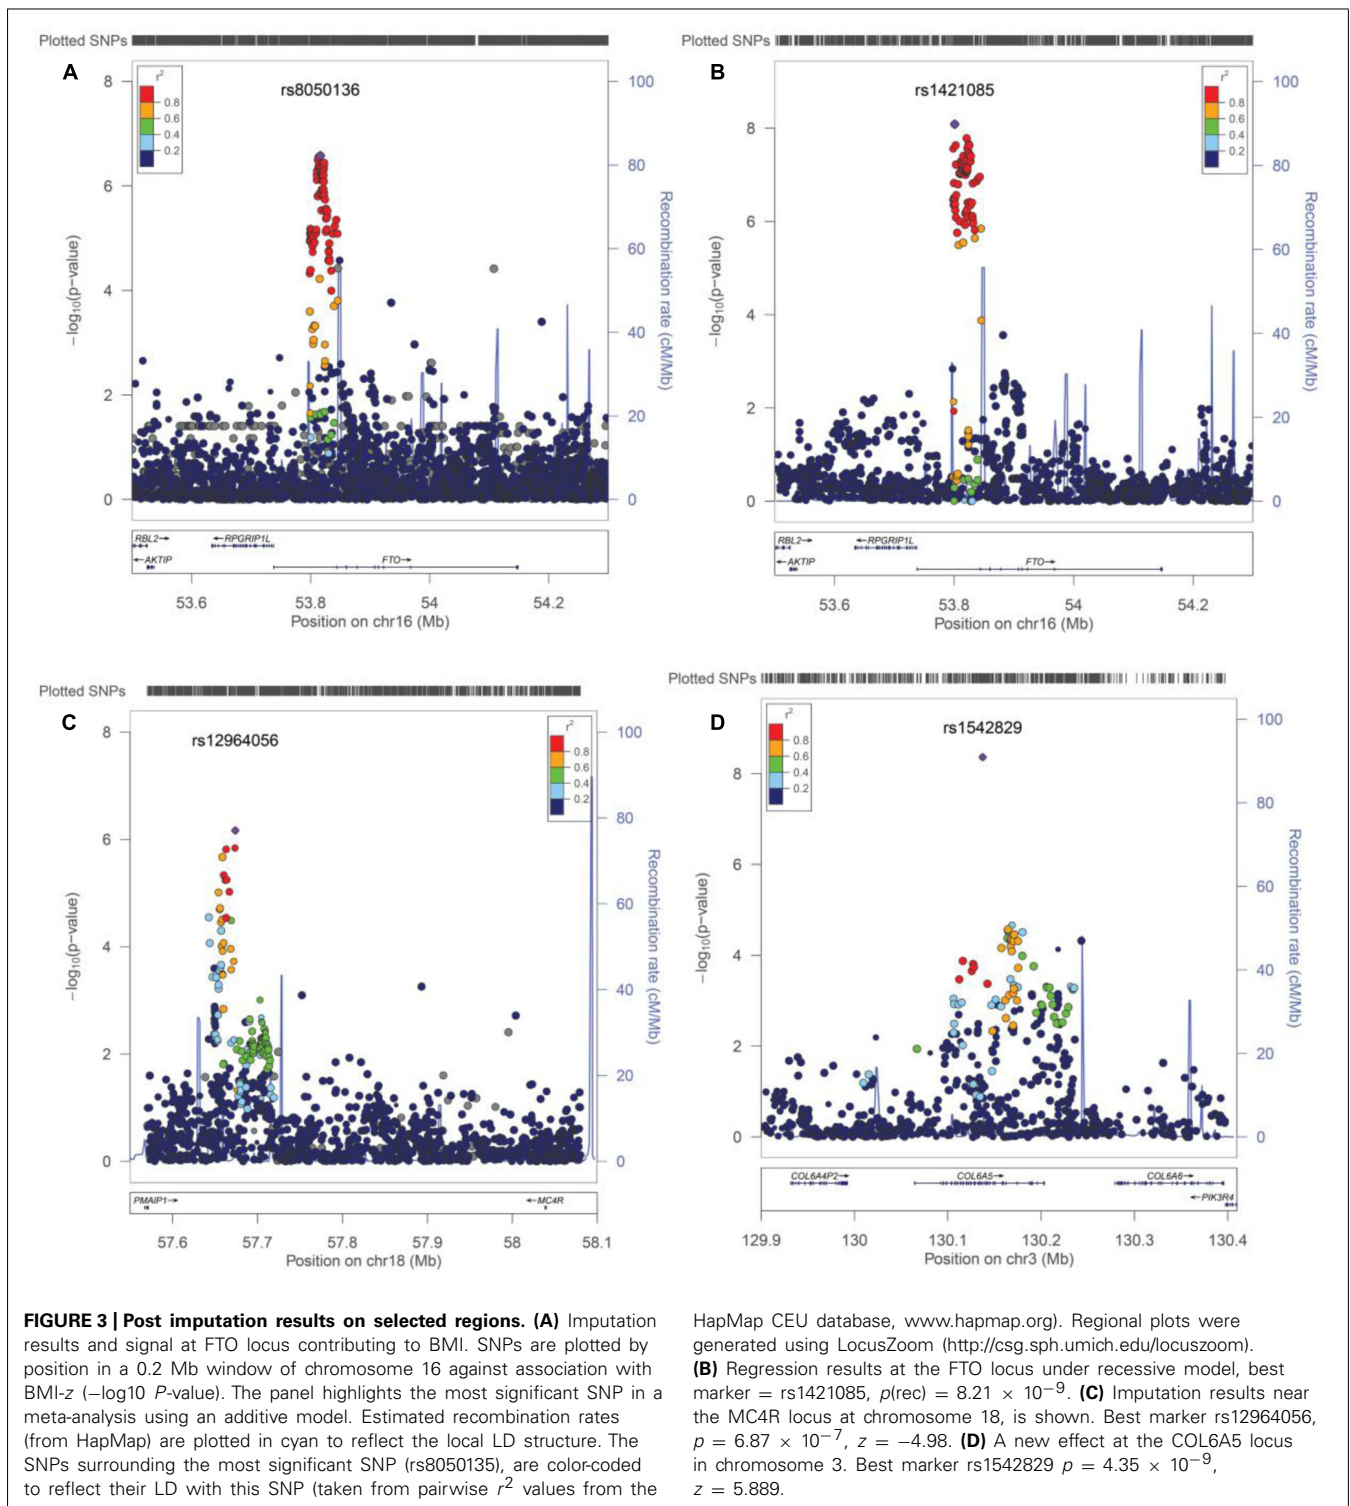 Plotted SNPs
A
r²
0.8
0.6
0.4
0.2
rs8050136
8
6
4
2
0
−log10(p−value)
100
80
60
40
20
0
Recombination rate (cM/Mb)
RBL2→
←AKTIP
←RPGRIP1L
FTO→
53.6 53.8 54 54.2
Position on chr16 (Mb)
Plotted SNPs
B
rs1421085
r²
0.8
0.6
0.4
0.2
8
6
4
2
0
−log10(p−value)
100
80
60
40
20
0
Recombination rate (cM/Mb)
RBL2→
←AKTIP
←RPGRIP1L
FTO→
53.6 53.8 54 54.2
Position on chr16 (Mb)
Plotted SNPs
C
rs12964056
r²
0.8
0.6
0.4
0.2
8
6
4
2
0
−log10(p−value)
100
80
60
40
20
0
Recombination rate (cM/Mb)
PMAIP1→
←MC4R
57.6 57.7 57.8 57.9 58 58.1
Position on chr18 (Mb)
Plotted SNPs
D
r²
0.8
0.6
0.4
0.2
rs1542829
8
6
4
2
0
−log10(p−value)
100
80
60
40
20
0
Recombination rate (cM/Mb)
COL6A4P2→
COL6A5→
COL6A6→
←PIK3R4
129.9 130 130.1 130.2 130.3 130.4
Position on chr3 (Mb)
FIGURE 3 | Post imputation results on selected regions. (A) Imputation
results and signal at FTO locus contributing to BMI. SNPs are plotted by
position in a 0.2 Mb window of chromosome 16 against association with
BMI-z (−log10 P-value). The panel highlights the most significant SNP in a
meta-analysis using an additive model. Estimated recombination rates
(from HapMap) are plotted in cyan to reflect the local LD structure. The
SNPs surrounding the most significant SNP (rs8050135), are color-coded
to reflect their LD with this SNP (taken from pairwise r² values from the
HapMap CEU database, www.hapmap.org). Regional plots were
generated using LocusZoom (http://csg.sph.umich.edu/locuszoom).
(B) Regression results at the FTO locus under recessive model, best
marker = rs1421085, p(rec) = 8.21 × 10⁻⁹. (C) Imputation results near
the MC4R locus at chromosome 18, is shown. Best marker rs12964056,
p = 6.87 × 10⁻⁷, z = −4.98. (D) A new effect at the COL6A5 locus
in chromosome 3. Best marker rs1542829 p = 4.35 × 10⁻⁹,
z = 5.889.